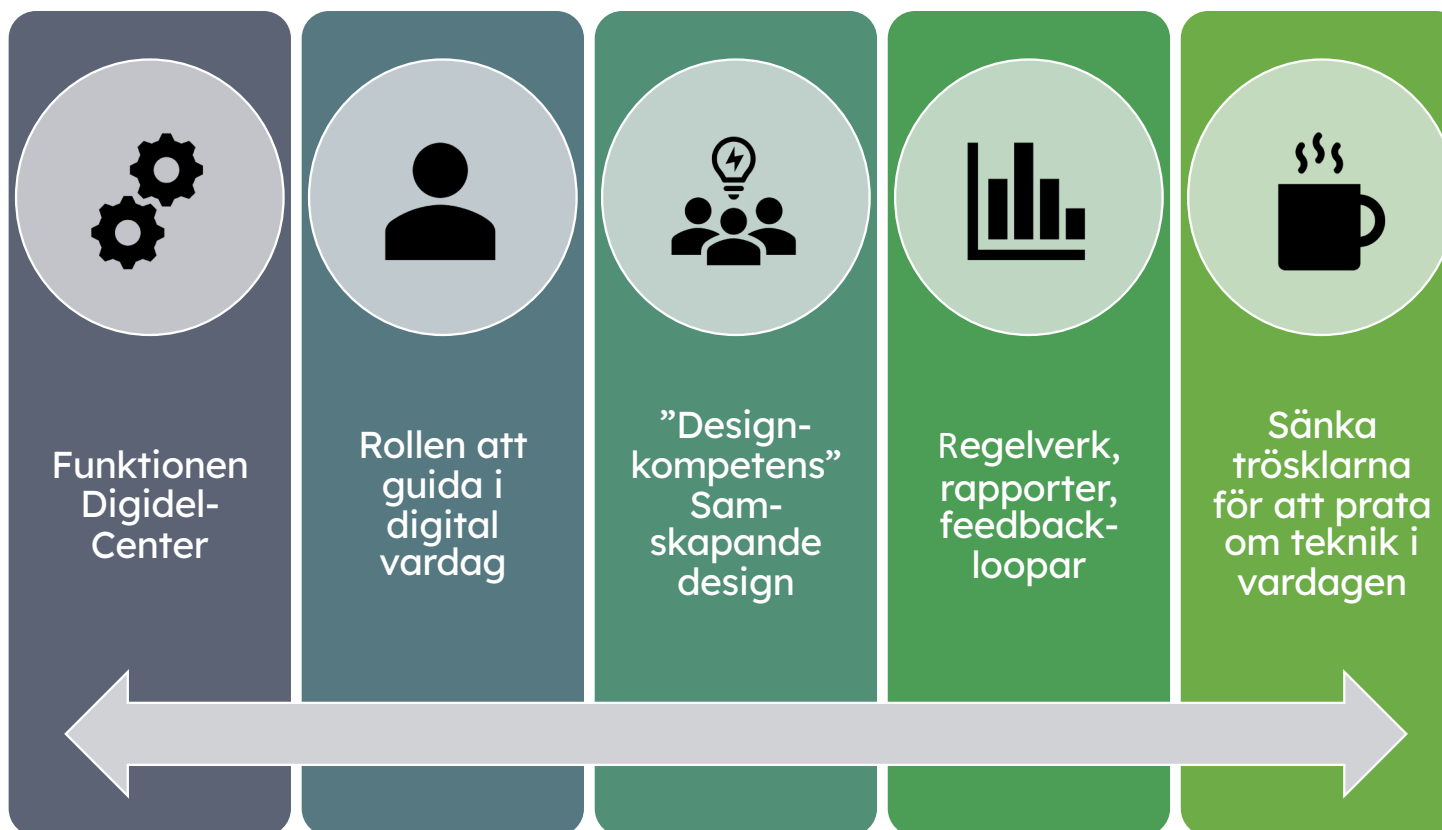 Funktionen
Digidel-
Center
Rollen att
guida i
digital
vardag
”Design-
kompetens”
Sam-
skapande
design
Regelverk,
rapporter,
feedback-
loopar
Sänka
trösklarna
för att prata
om teknik i
vardagen